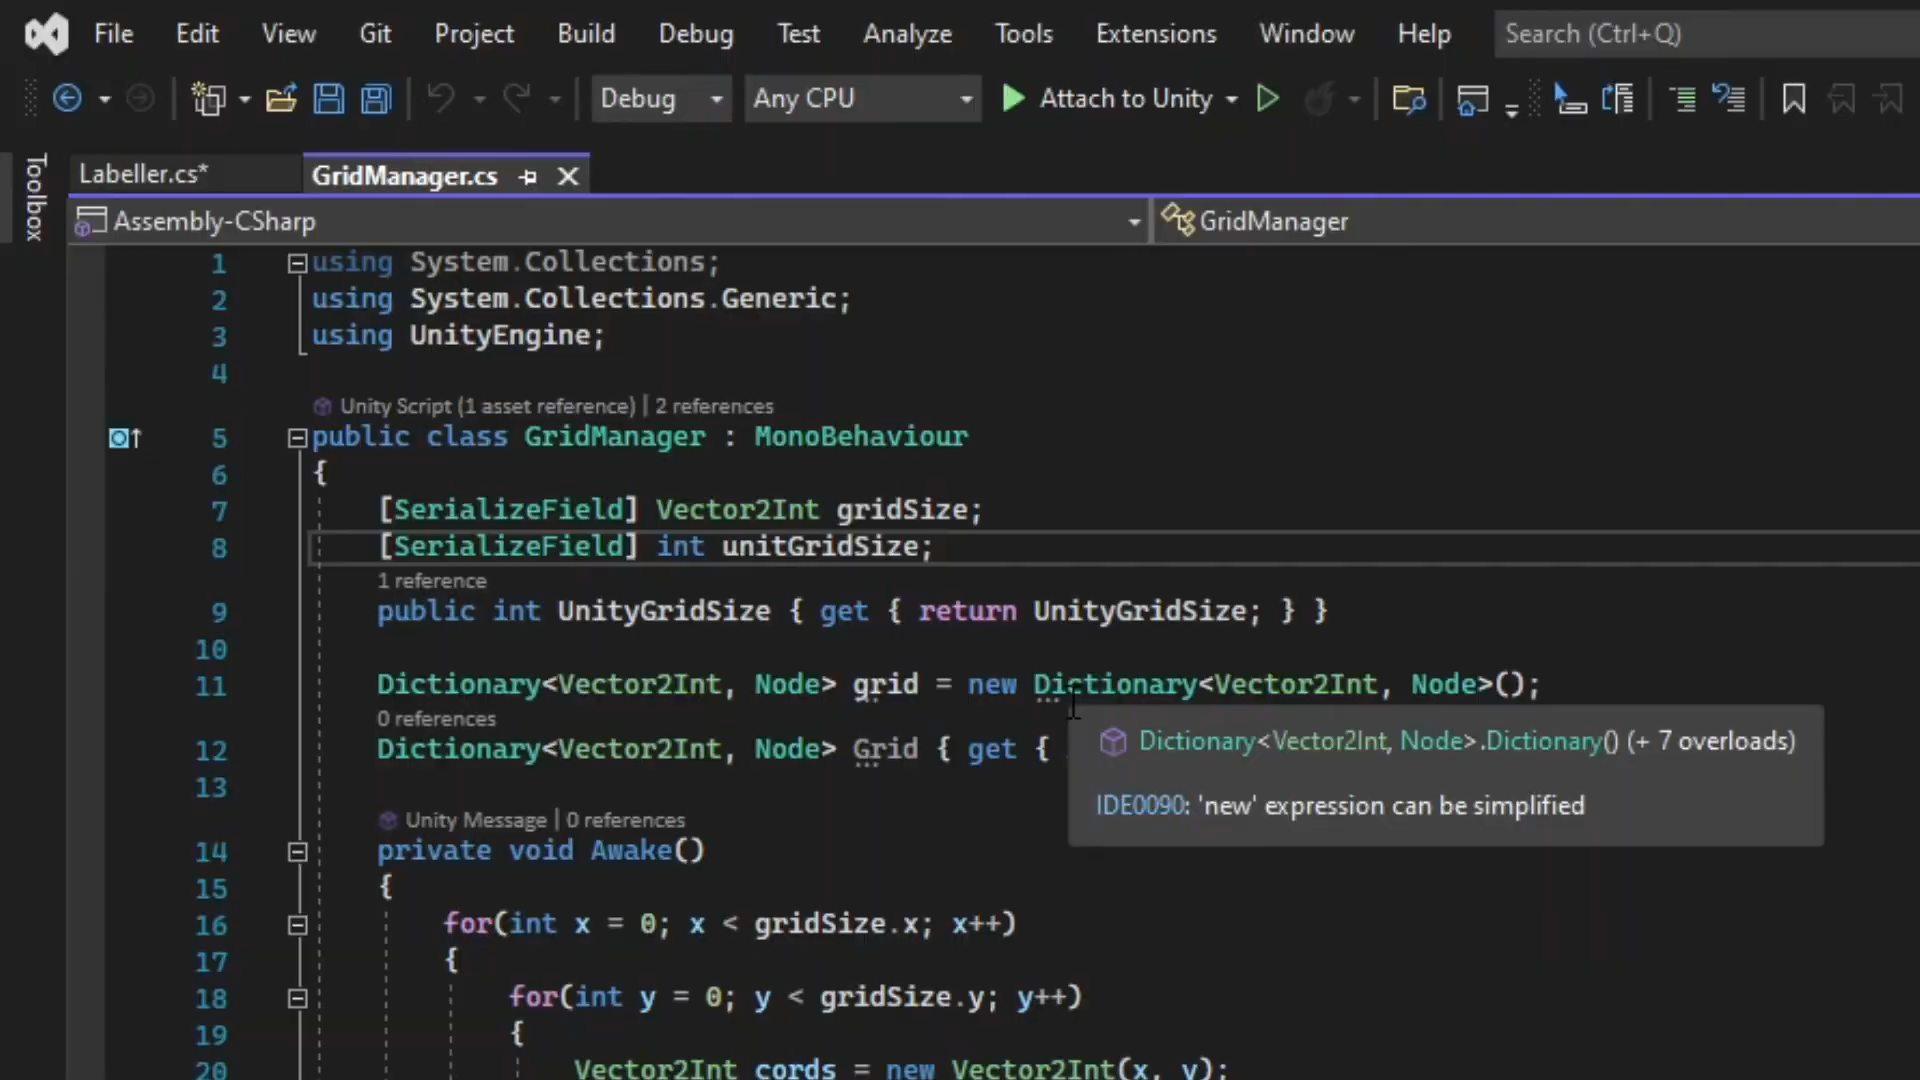 File Edit View Git Project Build Debug Test Analyze Tools Extensions Window Help Search (Ctrl+Q)
Debug Any CPU Attach to Unity
Toolbox
Labeller.cs* GridManager.cs
Assembly-CSharp GridManager
1 using System.Collections;
2 using System.Collections.Generic;
3 using UnityEngine;
4
Unity Script (1 asset reference) | 2 references
5 public class GridManager : MonoBehaviour
6 {
7 [SerializeField] Vector2Int gridSize;
8 [SerializeField] int unitGridSize;
1 reference
9 public int UnityGridSize { get { return UnityGridSize; } }
10
11 Dictionary<Vector2Int, Node> grid = new Dictionary<Vector2Int, Node>();
0 references
12 Dictionary<Vector2Int, Node> Grid { get {
Dictionary<Vector2Int, Node>.Dictionary() (+ 7 overloads)
IDE0090: 'new' expression can be simplified
13
Unity Message | 0 references
14 private void Awake()
15 {
16 for(int x = 0; x < gridSize.x; x++)
17 {
18 for(int y = 0; y < gridSize.y; y++)
19 {
20 Vector2Int cords = new Vector2Int(x, y);